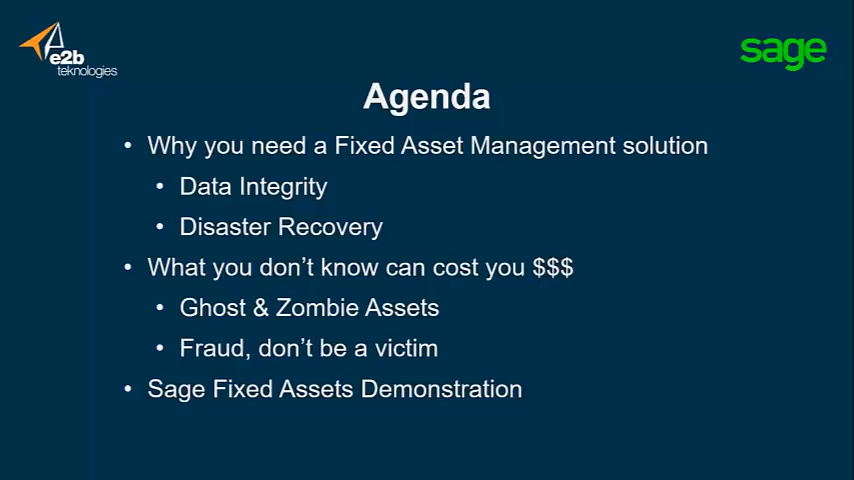 e2b
teknologies
sage
Agenda
• Why you need a Fixed Asset Management solution
• Data Integrity
• Disaster Recovery
• What you don't know can cost you $$$
• Ghost & Zombie Assets
• Fraud, don't be a victim
• Sage Fixed Assets Demonstration